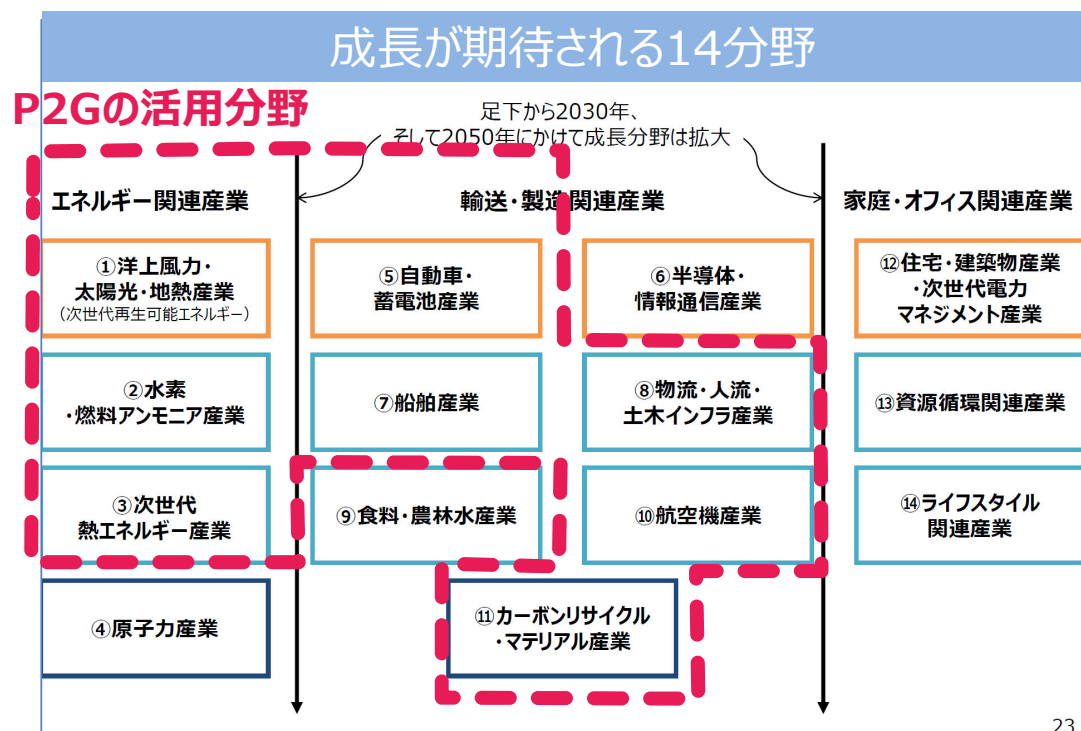 成長が期待される14分野
P2Gの活用分野
足下から2030年、
そして2050年にかけて成長分野は拡大
エネルギー関連産業
輸送・製造関連産業
家庭・オフィス関連産業
①洋上風力・
太陽光・地熱産業
（次世代再生可能エネルギー）
⑤自動車・
蓄電池産業
⑥半導体・
情報通信産業
⑫住宅・建築物産業
・次世代電力
マネジメント産業
②水素
・燃料アンモニア産業
⑦船舶産業
⑧物流・人流・
土木インフラ産業
⑬資源循環関連産業
③次世代
熱エネルギー産業
⑨食料・農林水産業
⑩航空機産業
⑭ライフスタイル
関連産業
④原子力産業
⑪カーボンリサイクル
・マテリアル産業
23